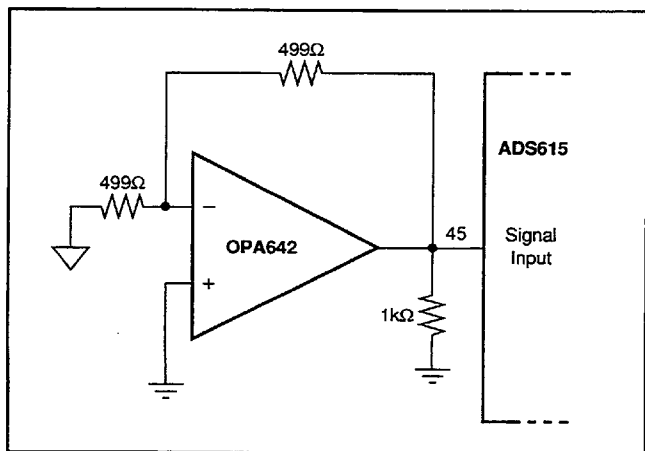 499Ω
ADS615
499Ω
−
OPA642
45
Signal
Input
+
1kΩ